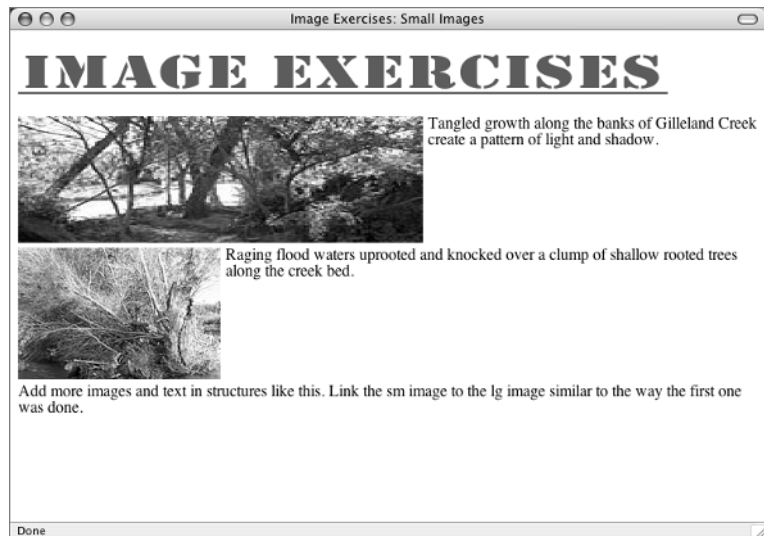 Image Exercises: Small Images
IMAGE EXERCISES
Tangled growth along the banks of Gilleland Creek
create a pattern of light and shadow.
Raging flood waters uprooted and knocked over a clump of shallow rooted trees
along the creek bed.
Add more images and text in structures like this. Link the sm image to the lg image similar to the way the first one
was done.
Done